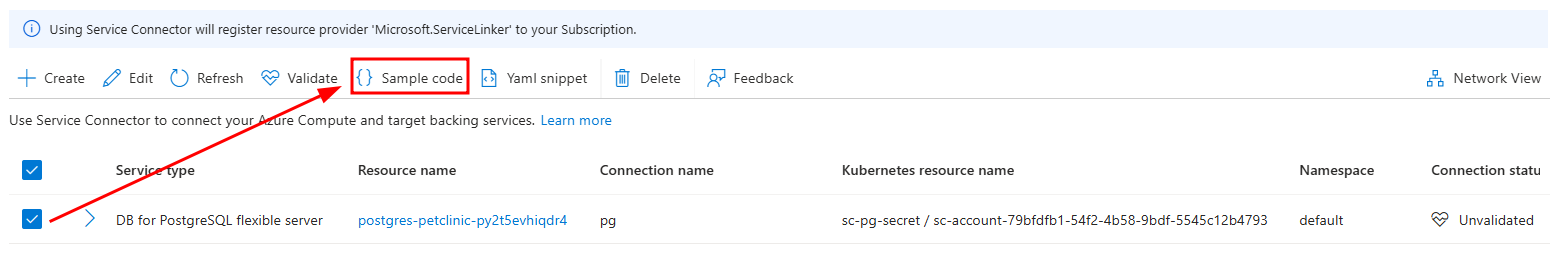 Using Service Connector will register resource provider 'Microsoft.ServiceLinker' to your Subscription.
Create Edit Refresh Validate {} Sample code Yaml snippet Delete Feedback Network View
Use Service Connector to connect your Azure Compute and target backing services. Learn more
Service type Resource name Connection name Kubernetes resource name Namespace Connection statu
DB for PostgreSQL flexible server postgres-petclinic-py2t5evhiqdr4 pg sc-pg-secret / sc-account-79bfdfb1-54f2-4b58-9bdf-5545c12b4793 default Unvalidated